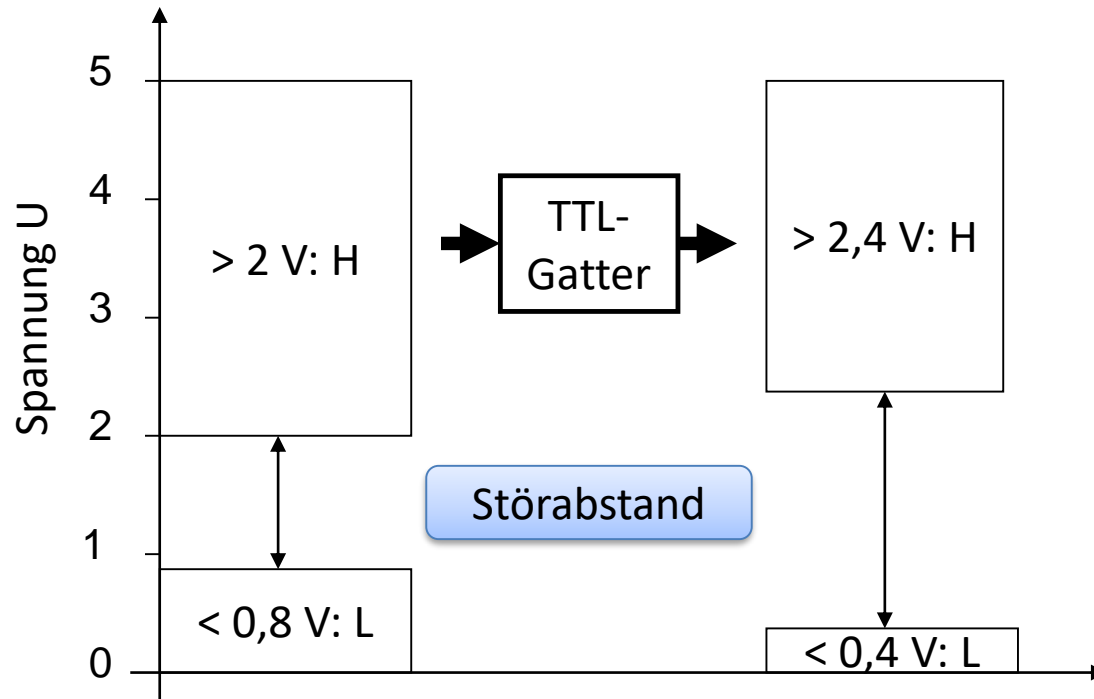 Spannung U
5
4
3
2
1
0
> 2 V: H
< 0,8 V: L
TTL-
Gatter
Störabstand
> 2,4 V: H
< 0,4 V: L